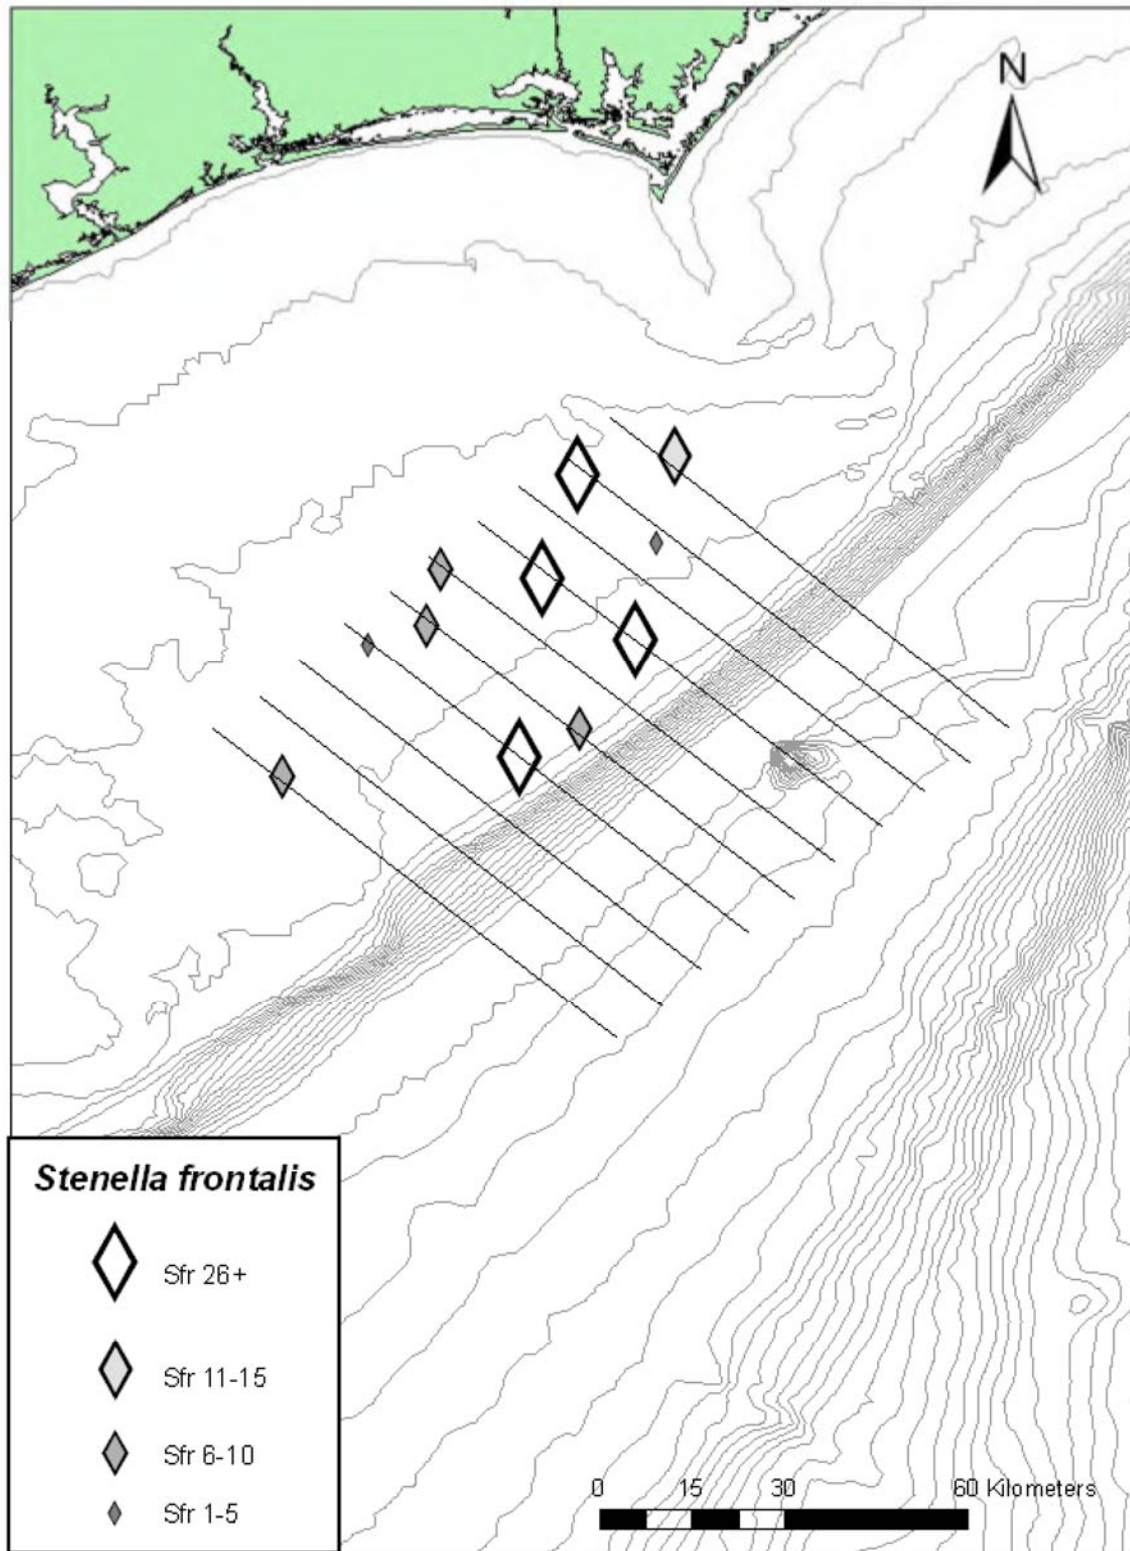 N
Stenella frontalis
Sfr 26+
Sfr 11-15
Sfr 6-10
Sfr 1-5
0 15 30 60 Kilometers